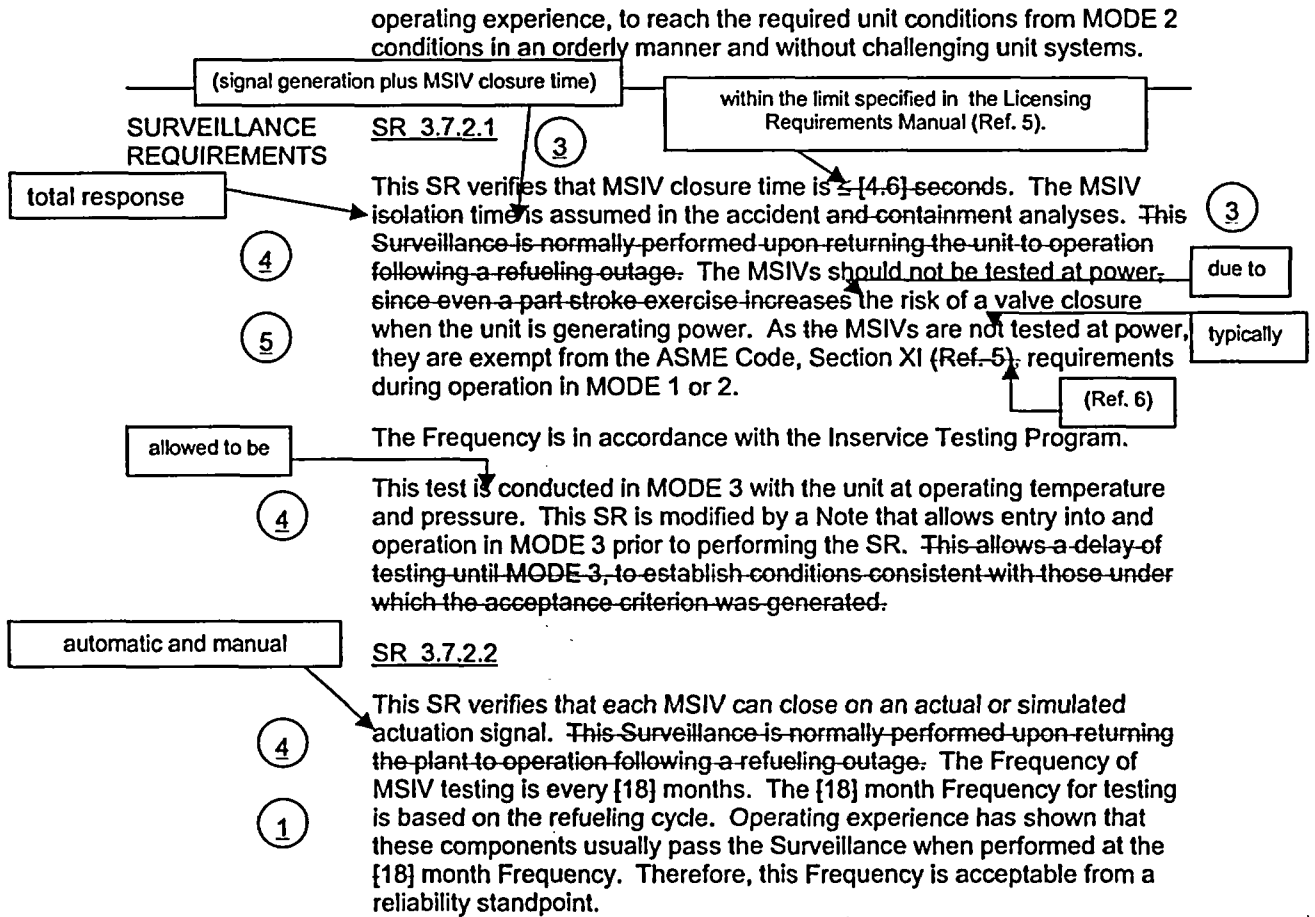 operating experience, to reach the required unit conditions from MODE 2
conditions in an orderly manner and without challenging unit systems.
(signal generation plus MSIV closure time)
within the limit specified in the Licensing
Requirements Manual (Ref. 5).
SURVEILLANCE
REQUIREMENTS
SR 3.7.2.1
3
total response
This SR verifies that MSIV closure time is ≤ [4.6] seconds. The MSIV
isolation time is assumed in the accident and containment analyses. This
3
Surveillance is normally performed upon returning the unit to operation
4
following a refueling outage. The MSIVs should not be tested at power,
due to
since even a part stroke exercise increases the risk of a valve closure
when the unit is generating power. As the MSIVs are not tested at power,
typically
5
they are exempt from the ASME Code, Section XI (Ref. 5), requirements
during operation in MODE 1 or 2.
(Ref. 6)
The Frequency is in accordance with the Inservice Testing Program.
allowed to be
This test is conducted in MODE 3 with the unit at operating temperature
4
and pressure. This SR is modified by a Note that allows entry into and
operation in MODE 3 prior to performing the SR. This allows a delay of
testing until MODE 3, to establish conditions consistent with those under
which the acceptance criterion was generated.
automatic and manual
SR 3.7.2.2
This SR verifies that each MSIV can close on an actual or simulated
actuation signal. This Surveillance is normally performed upon returning
4
the plant to operation following a refueling outage. The Frequency of
MSIV testing is every [18] months. The [18] month Frequency for testing
1
is based on the refueling cycle. Operating experience has shown that
these components usually pass the Surveillance when performed at the
[18] month Frequency. Therefore, this Frequency is acceptable from a
reliability standpoint.